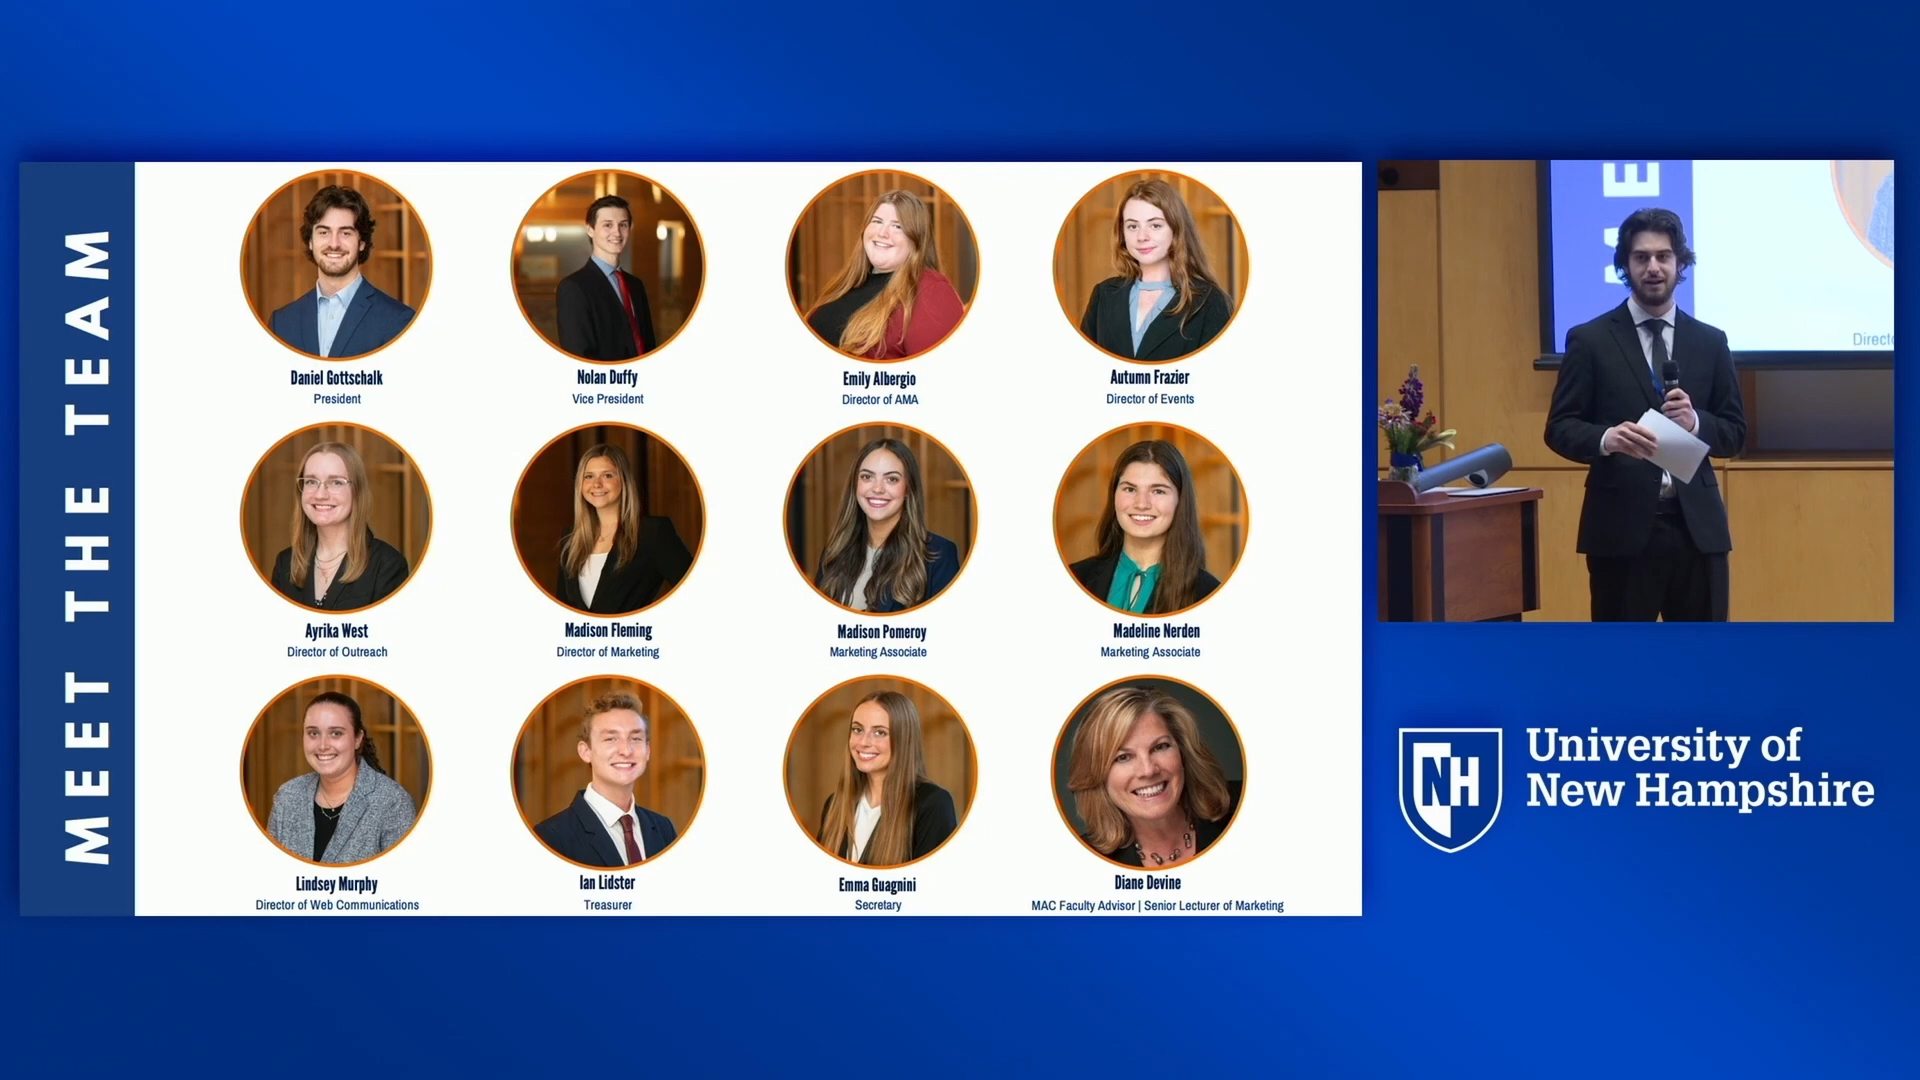 MEET THE TEAM
Daniel Gottschalk
President
Nolan Duffy
Vice President
Emily Albergio
Director of AMA
Autumn Frazier
Director of Events
Ayrika West
Director of Outreach
Madison Fleming
Director of Marketing
Madison Pomeroy
Marketing Associate
Madeline Nerden
Marketing Associate
Lindsey Murphy
Director of Web Communications
Ian Lidster
Treasurer
Emma Guagnini
Secretary
Diane Devine
MAC Faculty Advisor | Senior Lecturer of Marketing
A M E
Direct
NH
University of
New Hampshire